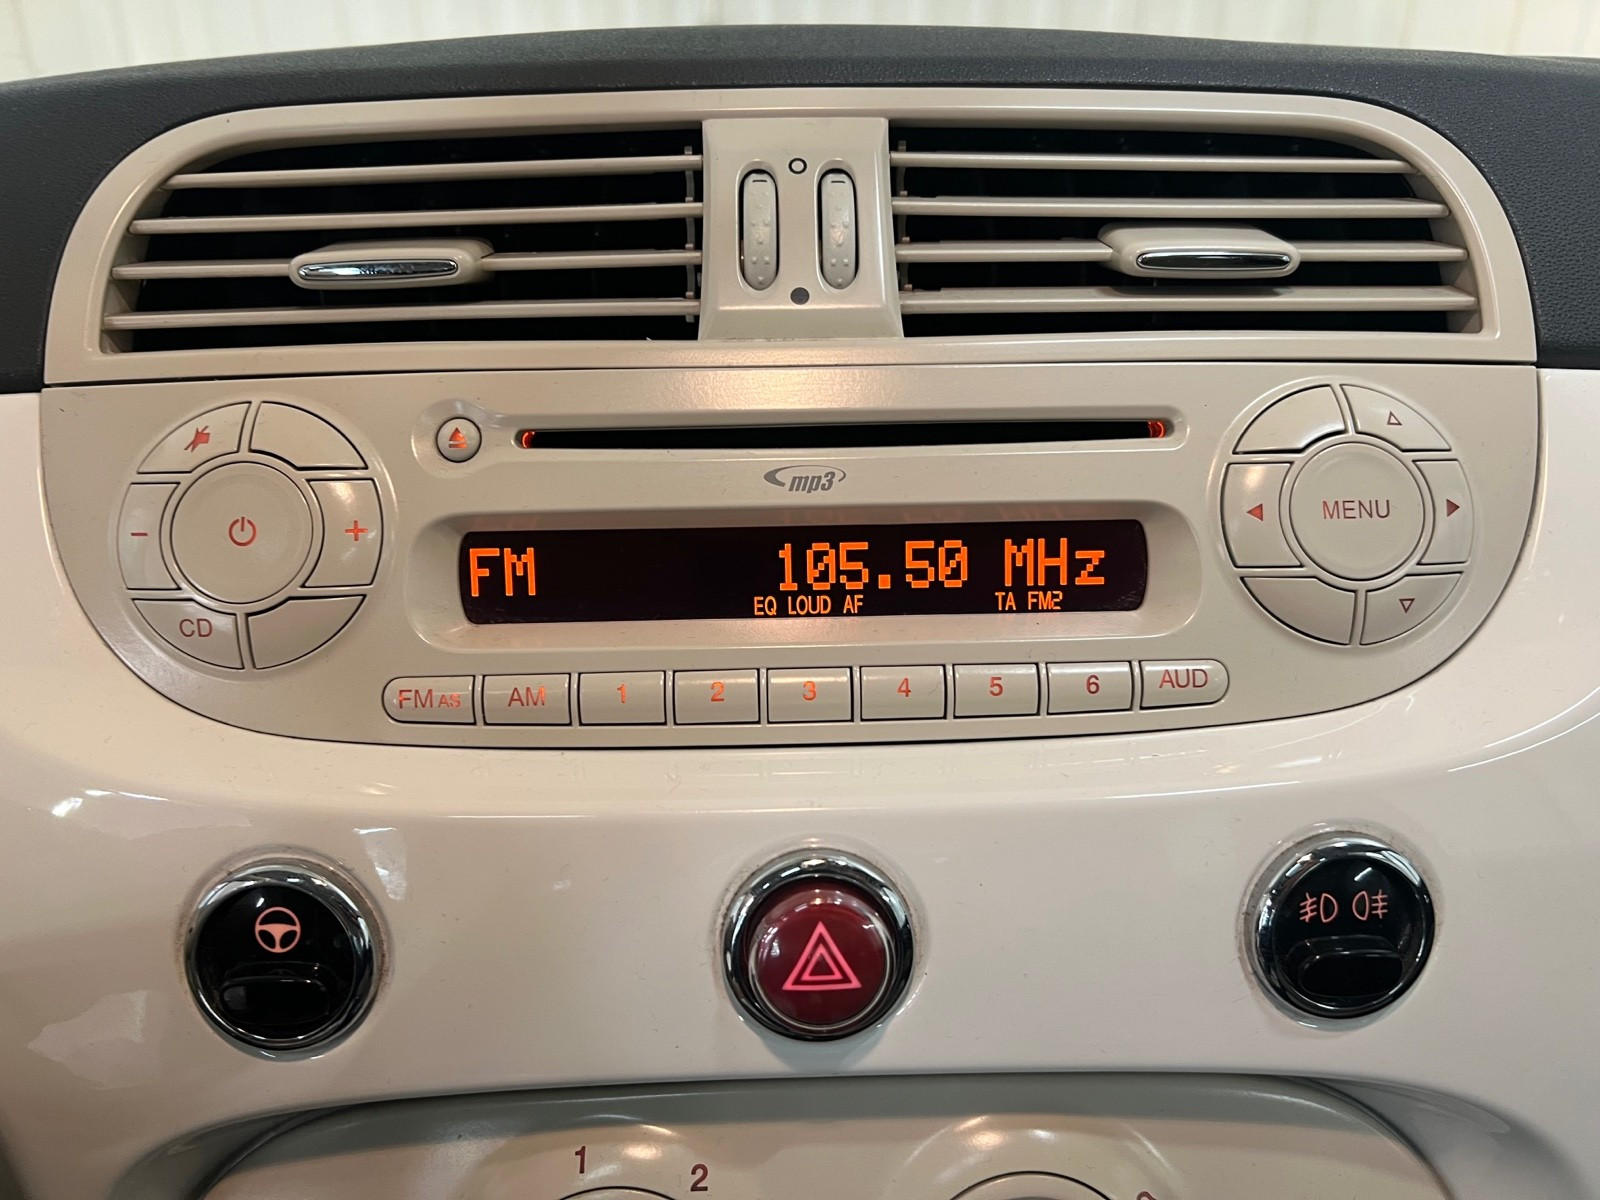 mp3
FM 105.50 MHz
EQ LOUD AF TA FM2
MENU
CD
FM AS AM 1 2 3 4 5 6 AUD
1 2